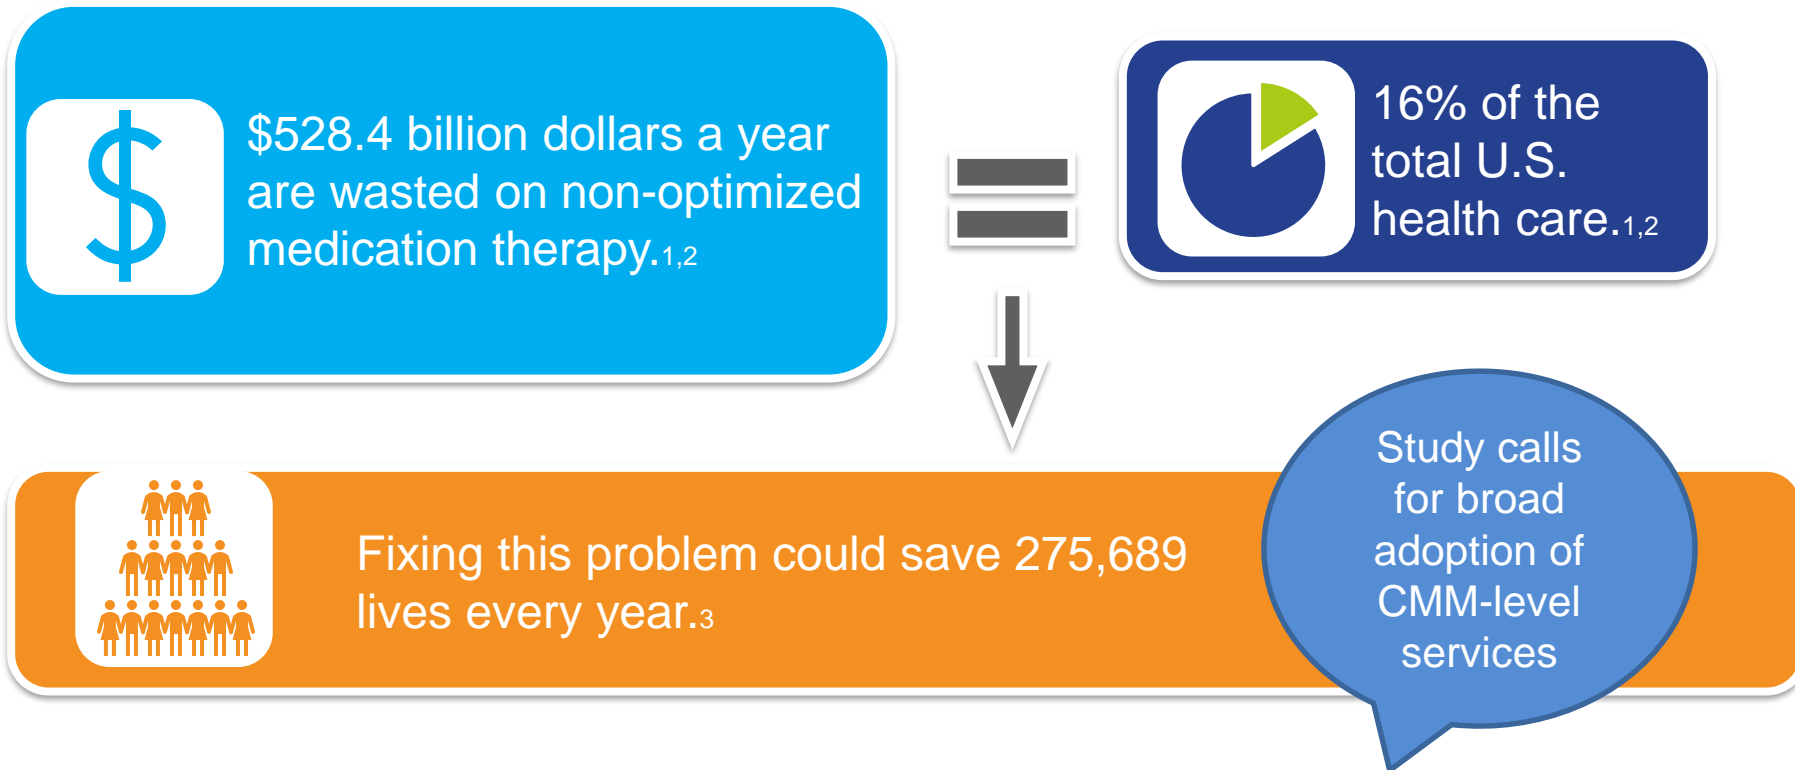 $528.4 billion dollars a year
are wasted on non-optimized
medication therapy.1,2
16% of the
total U.S.
health care.1,2
Fixing this problem could save 275,689
lives every year.3
Study calls
for broad
adoption of
CMM-level
services